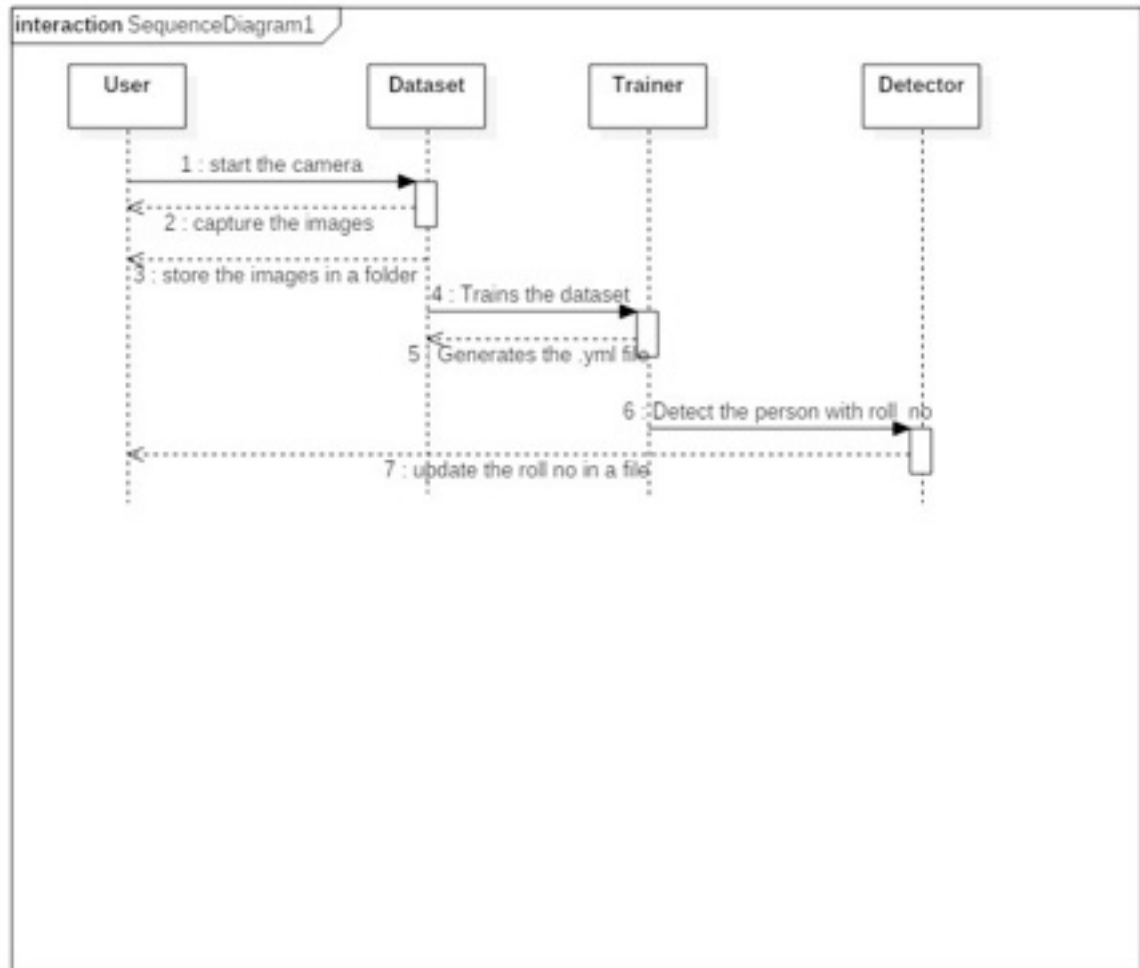 interaction SequenceDiagram1
User
Dataset
Trainer
Detector
1 : start the camera
2 : capture the images
3 : store the images in a folder
4 : Trains the dataset
5 : Generates the .yml file
6 : Detect the person with roll no
7 : update the roll no in a file